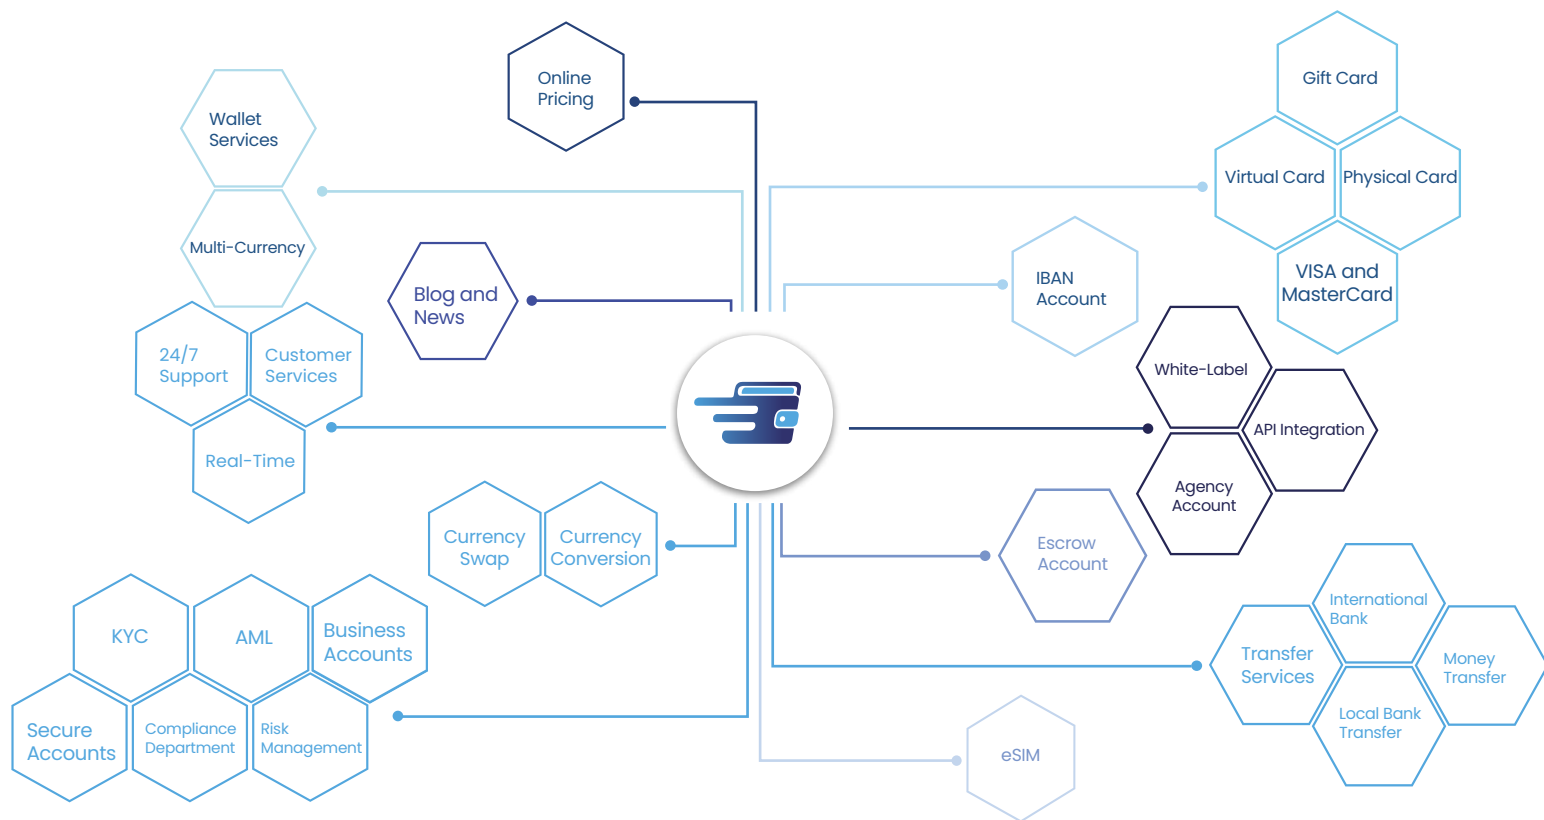 Online
Pricing
Gift Card
Wallet
Services
Virtual Card
Physical Card
Multi-Currency
IBAN
Account
VISA and
MasterCard
Blog and
News
24/7
Support
Customer
Services
White-Label
API Integration
Real-Time
Agency
Account
Currency
Swap
Currency
Conversion
Escrow
Account
International
Bank
KYC
AML
Business
Accounts
Transfer
Services
Money
Transfer
Secure
Accounts
Compliance
Department
Risk
Management
Local Bank
Transfer
eSIM